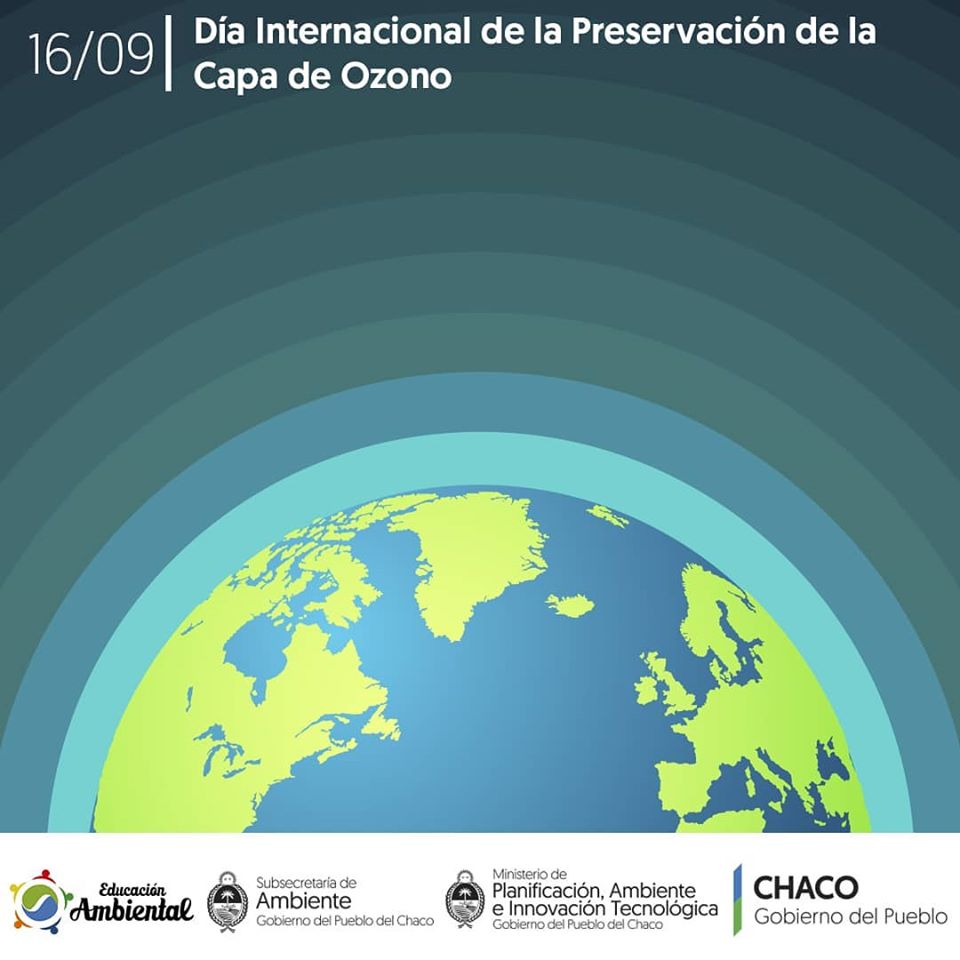 16/09
Día Internacional de la Preservación de la
Capa de Ozono
Educación
Ambiental
Subsecretaría de
Ambiente
Gobierno del Pueblo del Chaco
Ministerio de
Planificación, Ambiente
e Innovación Tecnológica
Gobierno del Pueblo del Chaco
CHACO
Gobierno del Pueblo